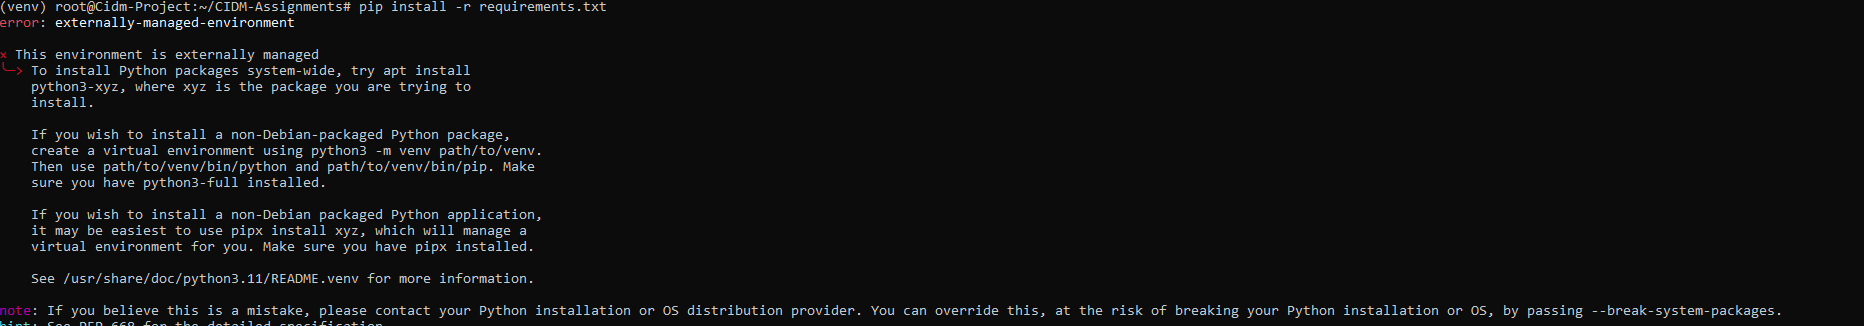 (venv) root@Cidm-Project:~/CIDM-Assignments# pip install -r requirements.txt
error: externally-managed-environment
× This environment is externally managed
╰─> To install Python packages system-wide, try apt install
python3-xyz, where xyz is the package you are trying to
install.
If you wish to install a non-Debian-packaged Python package,
create a virtual environment using python3 -m venv path/to/venv.
Then use path/to/venv/bin/python and path/to/venv/bin/pip. Make
sure you have python3-full installed.
If you wish to install a non-Debian packaged Python application,
it may be easiest to use pipx install xyz, which will manage a
virtual environment for you. Make sure you have pipx installed.
See /usr/share/doc/python3.11/README.venv for more information.
note: If you believe this is a mistake, please contact your Python installation or OS distribution provider. You can override this, at the risk of breaking your Python installation or OS, by passing --break-system-packages.
hint: See PEP 668 for the detailed specification.